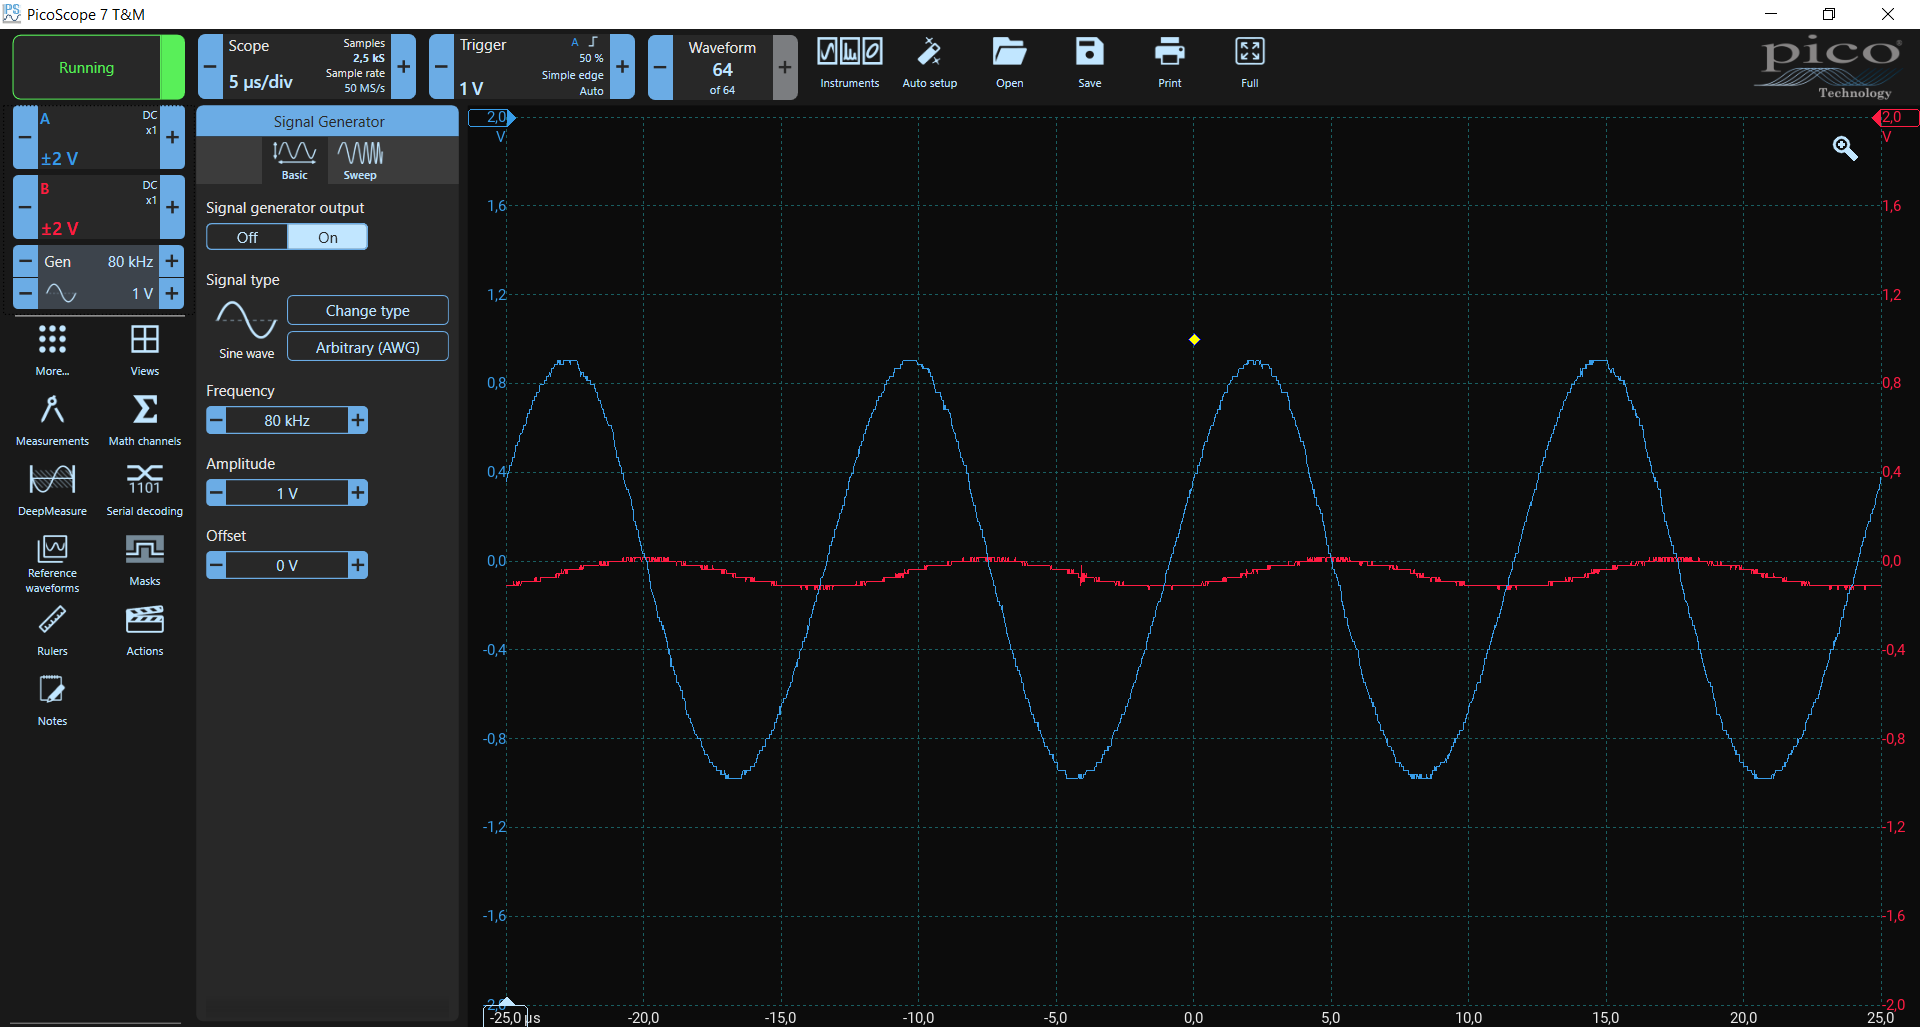 PicoScope 7 T&M
Running
Scope
5 µs/div
Samples
2,5 kS
Sample rate
50 MS/s
Trigger
1 V
A
50 %
Simple edge
Auto
Waveform
64
of 64
Instruments
Auto setup
Open
Save
Print
Full
pico
Technology
A
DC
x1
±2 V
B
DC
x1
±2 V
Gen 80 kHz
1 V
More...
Views
Measurements
Math channels
DeepMeasure
1101
Serial decoding
Reference
waveforms
Masks
Rulers
Actions
Notes
Signal Generator
Basic
Sweep
Signal generator output
Off On
Signal type
Sine wave
Change type
Arbitrary (AWG)
Frequency
80 kHz
Amplitude
1 V
Offset
0 V
2,0
V
1,6
1,2
0,8
0,4
0,0
-0,4
-0,8
-1,2
-1,6
-2,0
2,0
V
1,6
1,2
0,8
0,4
0,0
-0,4
-0,8
-1,2
-1,6
-2,0
-25,0 µs -20,0 -15,0 -10,0 -5,0 0,0 5,0 10,0 15,0 20,0 25,0